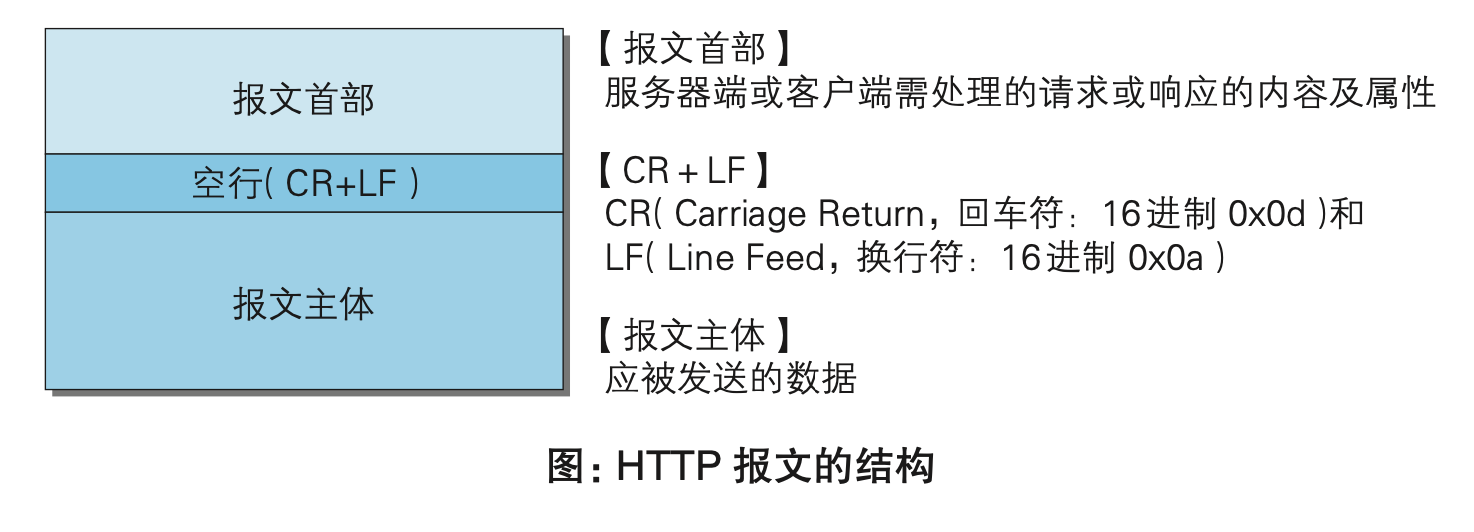 报文首部
空行( CR+LF )
报文主体
【 报文首部 】
服务器端或客户端需处理的请求或响应的内容及属性
【 CR + LF 】
CR( Carriage Return，回车符：16进制 0x0d )和
LF( Line Feed，换行符：16进制 0x0a )
【 报文主体 】
应被发送的数据
图：HTTP 报文的结构